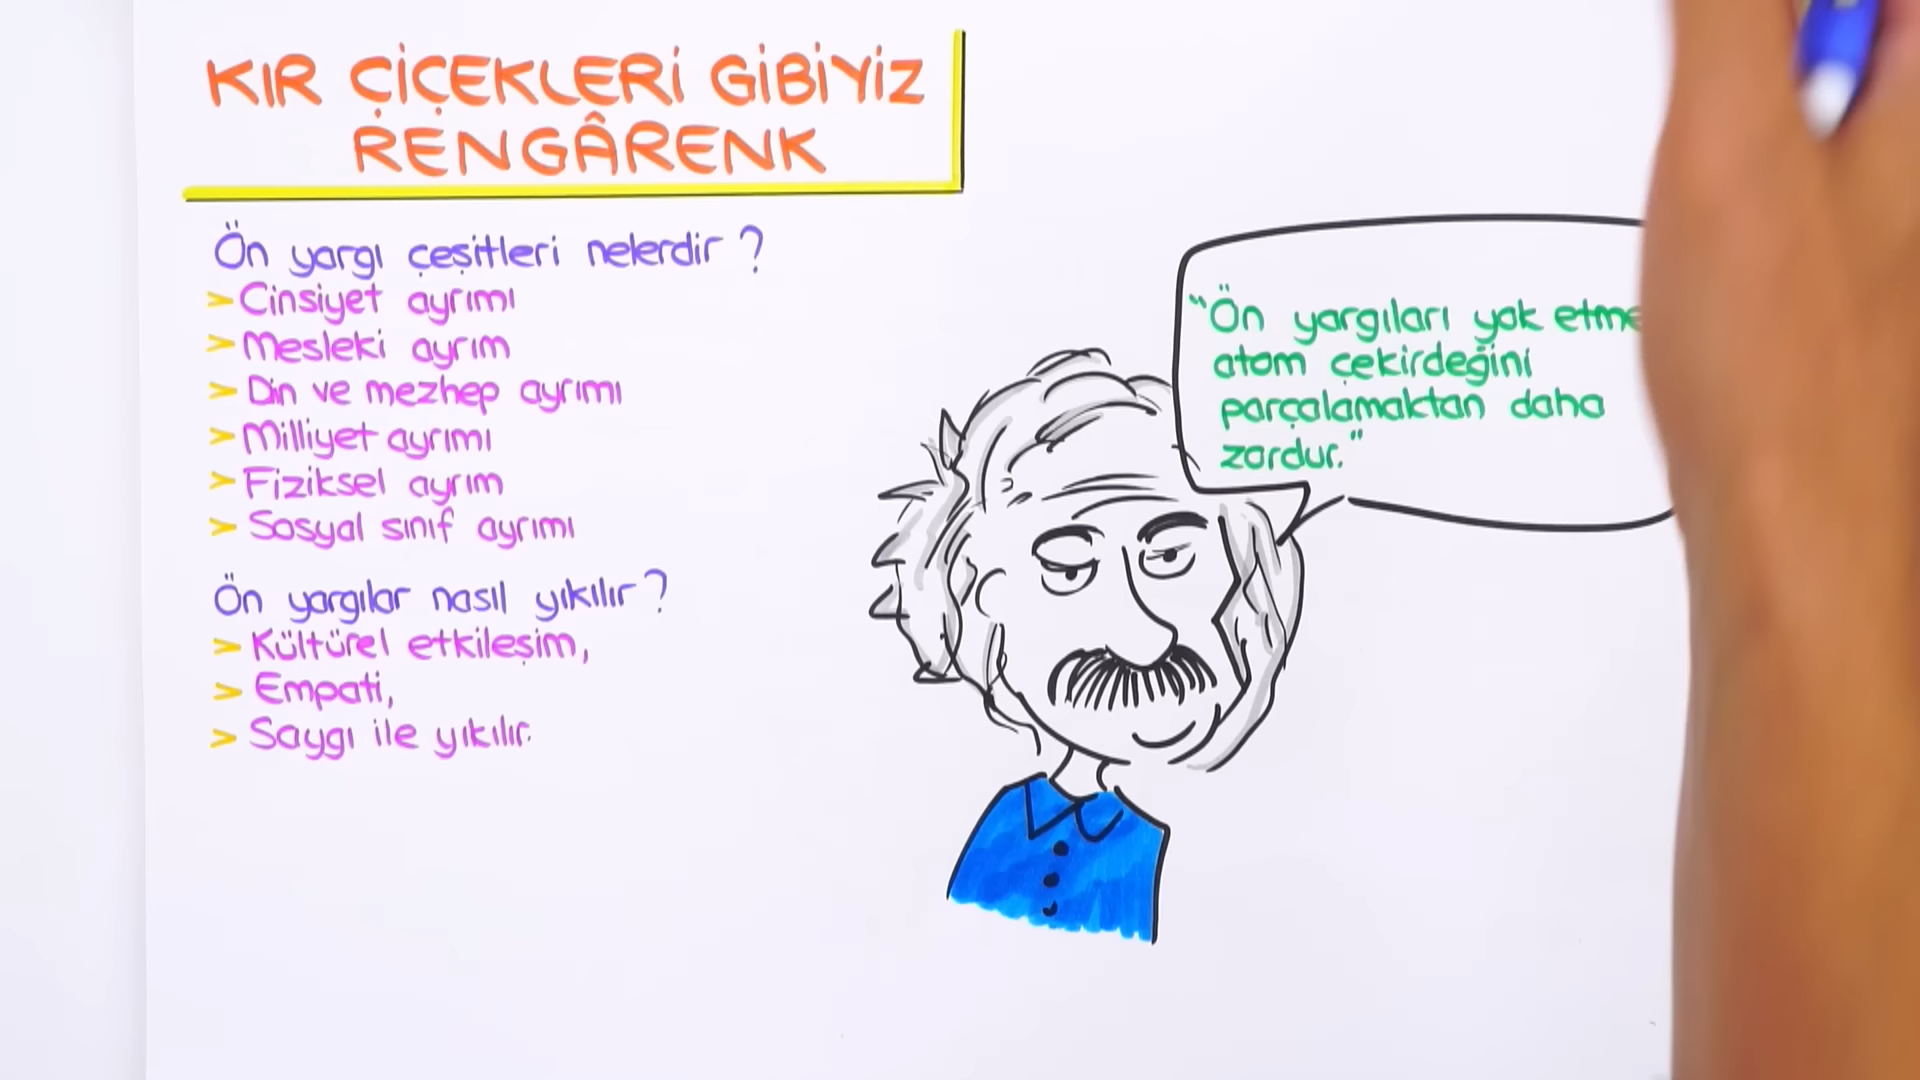 KIR ÇİÇEKLERİ GİBİYİZ
RENGÂRENK
Ön yargı çeşitleri nelerdir ?
> Cinsiyet ayrımı
> Mesleki ayrım
> Din ve mezhep ayrımı
> Milliyet ayrımı
> Fiziksel ayrım
> Sosyal sınıf ayrımı
Ön yargılar nasıl yıkılır ?
> Kültürel etkileşim,
> Empati,
> Saygı ile yıkılır.
"Ön yargıları yok
atom çekirdeğini
parçalamaktan daha
zordur."